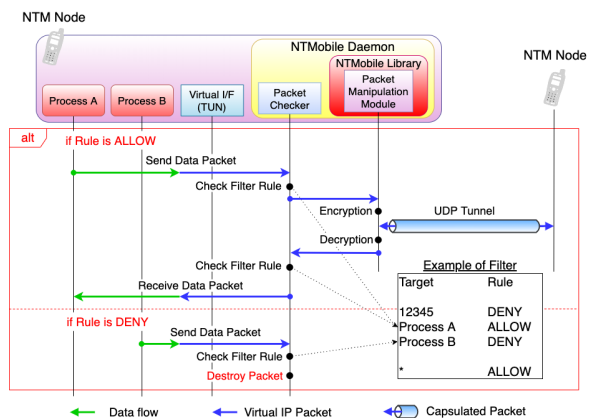 NTM Node
NTMobile Daemon
NTM Node
NTMobile Library
Process A
Process B
Virtual I/F
(TUN)
Packet
Checker
Packet
Manipulation
Module
alt
if Rule is ALLOW
Send Data Packet
Check Filter Rule
Encryption
UDP Tunnel
Decryption
Check Filter Rule
Example of Filter
Receive Data Packet
Target Rule
12345 DENY
Process A ALLOW
Process B DENY
* ALLOW
if Rule is DENY
Send Data Packet
Check Filter Rule
Destroy Packet
Data flow
Virtual IP Packet
Capsulated Packet